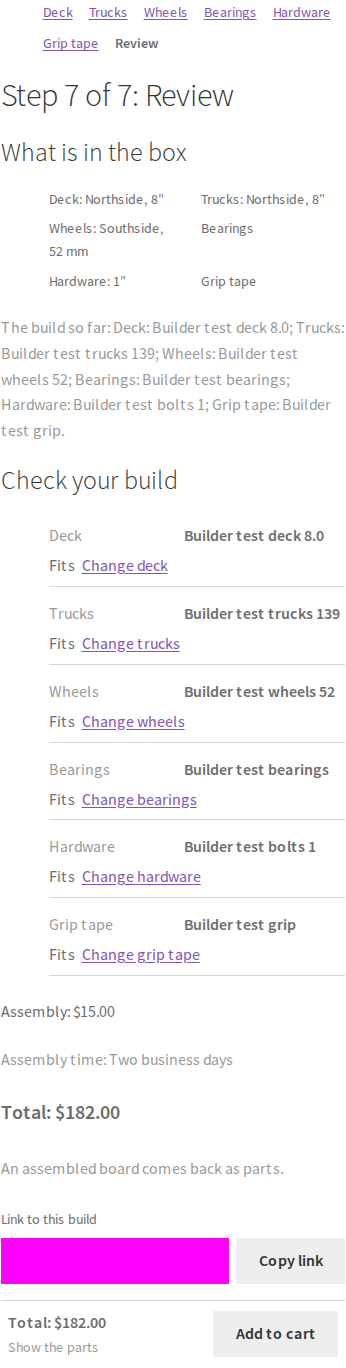 Deck Trucks Wheels Bearings Hardware
Grip tape Review
Step 7 of 7: Review
What is in the box
Deck: Northside, 8″ Trucks: Northside, 8″
Wheels: Southside, Bearings
52 mm
Hardware: 1″ Grip tape
The build so far: Deck: Builder test deck 8.0; Trucks:
Builder test trucks 139; Wheels: Builder test
wheels 52; Bearings: Builder test bearings;
Hardware: Builder test bolts 1; Grip tape: Builder
test grip.
Check your build
Deck Builder test deck 8.0
Fits Change deck
Trucks Builder test trucks 139
Fits Change trucks
Wheels Builder test wheels 52
Fits Change wheels
Bearings Builder test bearings
Fits Change bearings
Hardware Builder test bolts 1
Fits Change hardware
Grip tape Builder test grip
Fits Change grip tape
Assembly: $15.00
Assembly time: Two business days
Total: $182.00
An assembled board comes back as parts.
Link to this build
Copy link
Total: $182.00
Show the parts
Add to cart